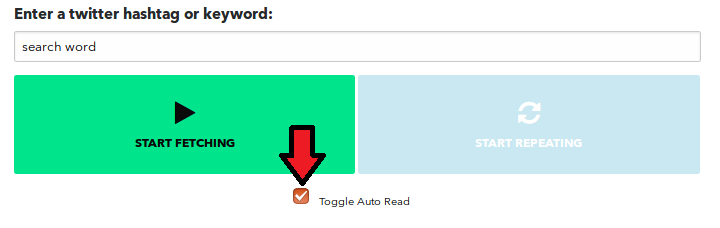 Enter a twitter hashtag or keyword:
search word
START FETCHING
START REPEATING
Toggle Auto Read